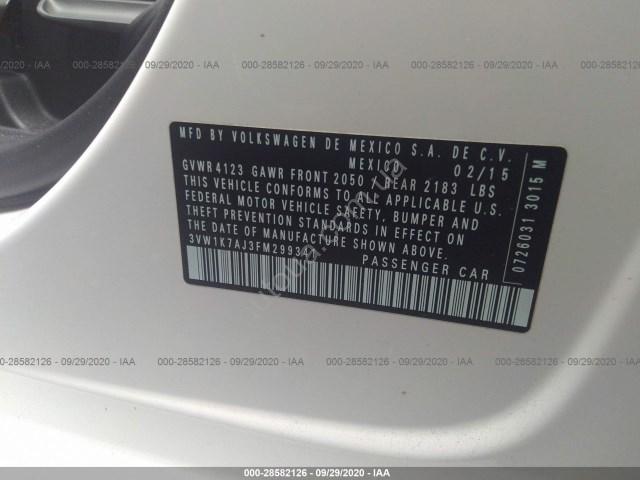 000-28582126 - 09/29/2020 - IAA
000-28582126 - 09/29/2020 - IAA
000-28582126 - 09/29/2020 - IAA
MFD BY VOLKSWAGEN DE MEXICO S.A. DE C.V.
MEXICO 02/15
GVWR 4123 GAWR FRONT 2050 / REAR 2183 LBS
THIS VEHICLE CONFORMS TO ALL APPLICABLE U.S.
FEDERAL MOTOR VEHICLE SAFETY, BUMPER AND
THEFT PREVENTION STANDARDS IN EFFECT ON
THE DATE OF MANUFACTURE SHOWN ABOVE.
PASSENGER CAR
0726031 3015 M
000-28582126 - 09/29/2020 - IAA
000-28582126 - 09/29/2020 - IAA
000-28582126 - 09/29/2020 - IAA
000-28582126 - 09/29/2020 - IAA